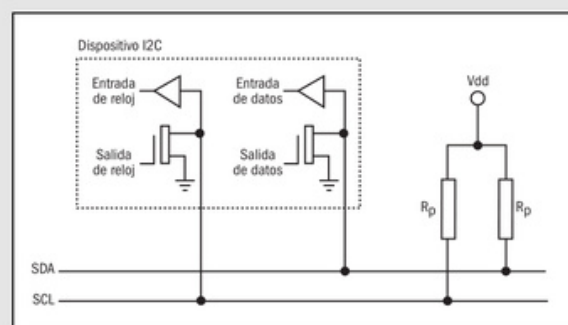 Dispositivo I2C
Entrada
de reloj
Entrada
de datos
Salida
de reloj
Salida
de datos
Vdd
Rp
Rp
SDA
SCL